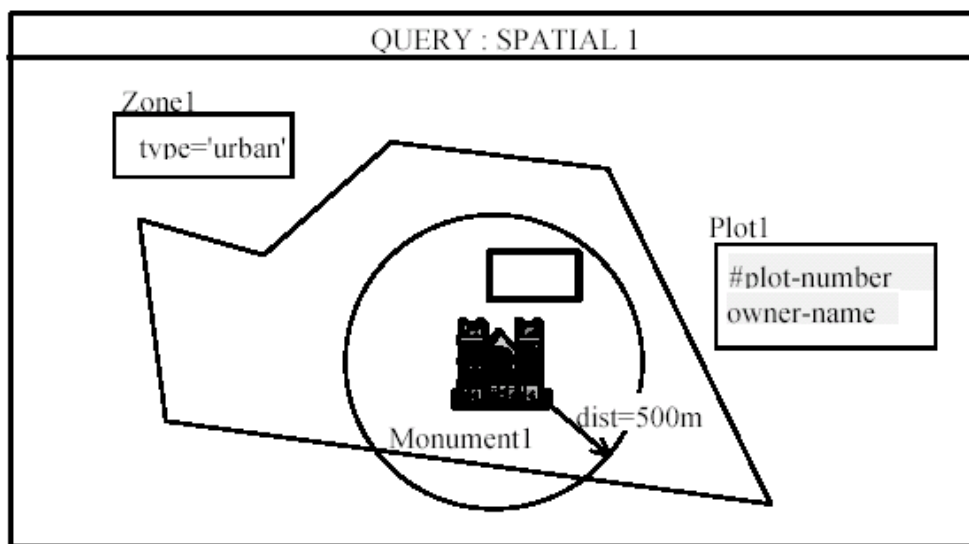 QUERY : SPATIAL 1
Zone1
type='urban'
Plot1
#plot-number
owner-name
dist=500m
Monument1